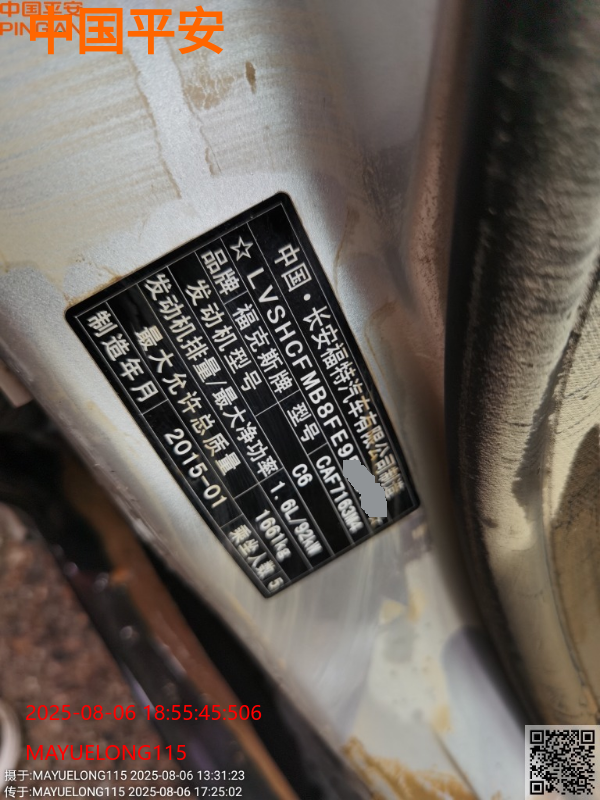 中国平安
PINGAN
中国平安
中国·长安福特汽车有限公司制造
☆LVSHCFMB8FE9
品牌 福克斯牌 型号 CAF7163M4
发动机型号 C6
发动机排量/最大净功率 1.6L/92kW
最大允许总质量 1661kg
制造年月 2015-01 乘坐人数 5
2025-08-06 18:55:45:506
MAYUELONG115
摄于:MAYUELONG115 2025-08-06 13:31:23
传于:MAYUELONG115 2025-08-06 17:25:02